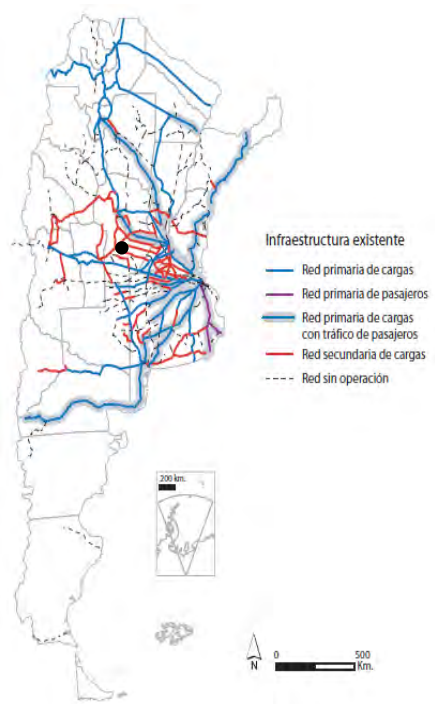 Infraestructura existente
Red primaria de cargas
Red primaria de pasajeros
Red primaria de cargas
con tráfico de pasajeros
Red secundaria de cargas
Red sin operación
200 km.
N
0 500
Km.